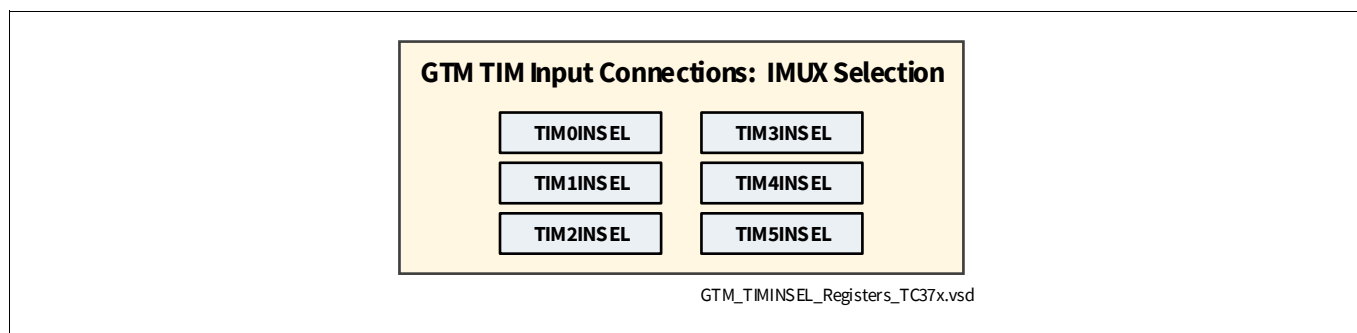 GTM TIM Input Connections: IMUX Selection
TIM0INSEL
TIM3INSEL
TIM1INSEL
TIM4INSEL
TIM2INSEL
TIM5INSEL
GTM_TIMINSEL_Registers_TC37x.vsd